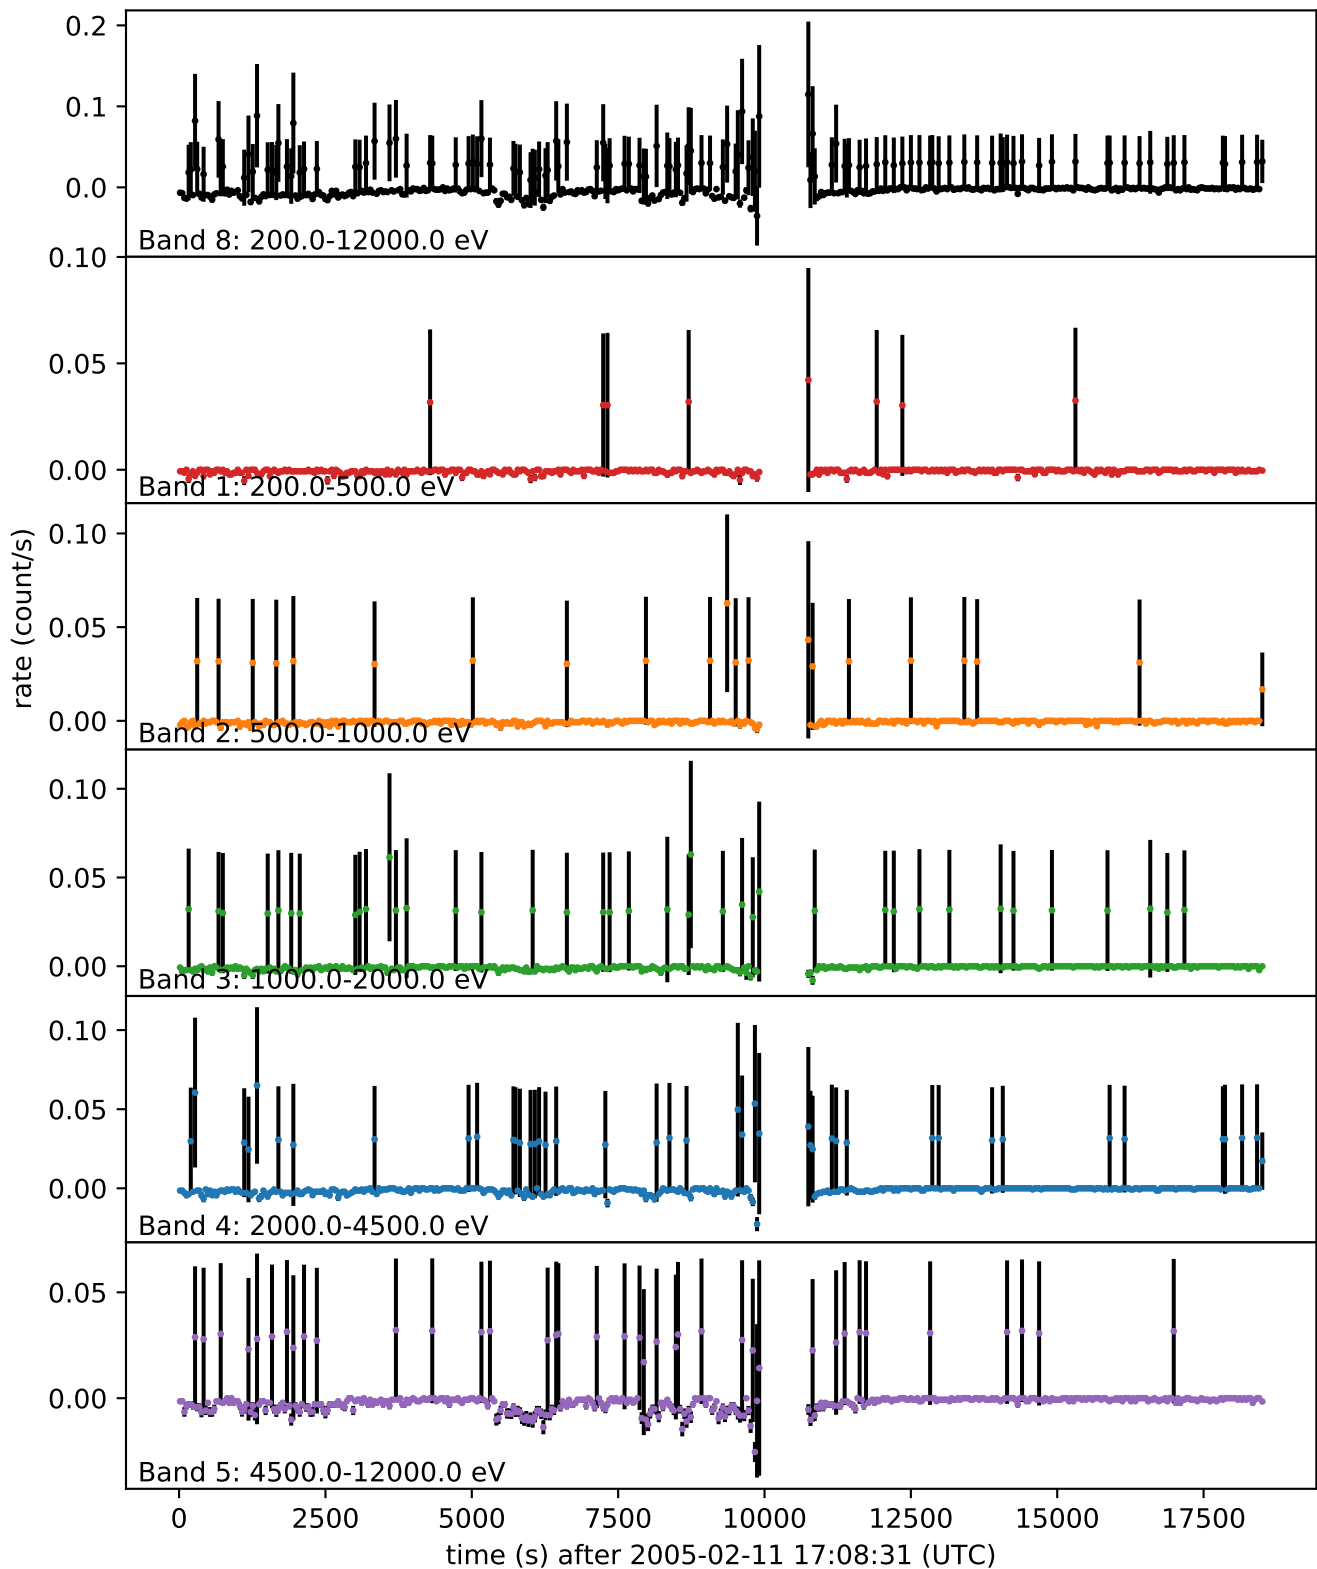 0.2
0.1
0.0
Band 8: 200.0-12000.0 eV
0.10
0.05
0.00
Band 1: 200.0-500.0 eV
rate (count/s)
0.10
0.05
0.00
Band 2: 500.0-1000.0 eV
0.10
0.05
0.00
Band 3: 1000.0-2000.0 eV
0.10
0.05
0.00
Band 4: 2000.0-4500.0 eV
0.05
0.00
Band 5: 4500.0-12000.0 eV
0 2500 5000 7500 10000 12500 15000 17500
time (s) after 2005-02-11 17:08:31 (UTC)